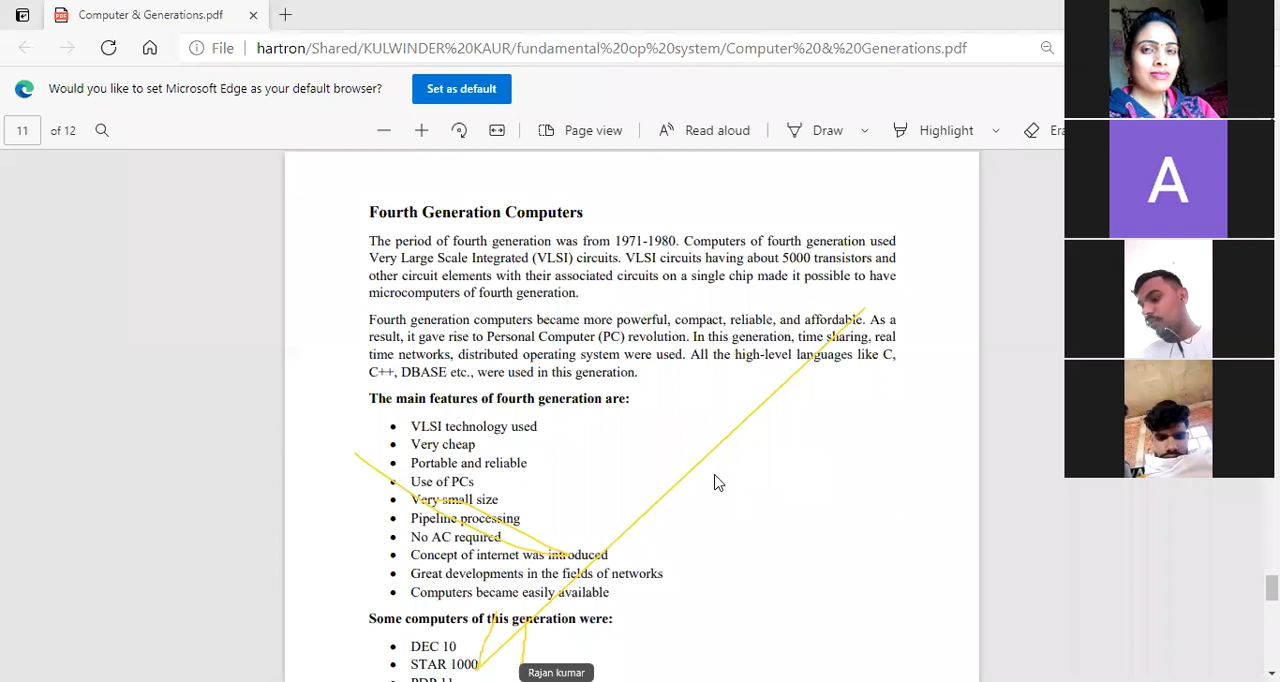 Computer & Generations.pdf
File hartron/Shared/KULWINDER%20KAUR/fundamental%20op%20system/Computer%20&%20Generations.pdf
Would you like to set Microsoft Edge as your default browser? Set as default
11 of 12 Page view Read aloud Draw Highlight
Fourth Generation Computers
The period of fourth generation was from 1971-1980. Computers of fourth generation used
Very Large Scale Integrated (VLSI) circuits. VLSI circuits having about 5000 transistors and
other circuit elements with their associated circuits on a single chip made it possible to have
microcomputers of fourth generation.
Fourth generation computers became more powerful, compact, reliable, and affordable. As a
result, it gave rise to Personal Computer (PC) revolution. In this generation, time sharing, real
time networks, distributed operating system were used. All the high-level languages like C,
C++, DBASE etc., were used in this generation.
The main features of fourth generation are:
• VLSI technology used
• Very cheap
• Portable and reliable
• Use of PCs
• Very small size
• Pipeline processing
• No AC required
• Concept of internet was introduced
• Great developments in the fields of networks
• Computers became easily available
Some computers of this generation were:
• DEC 10
• STAR 1000
Rajan kumar
A